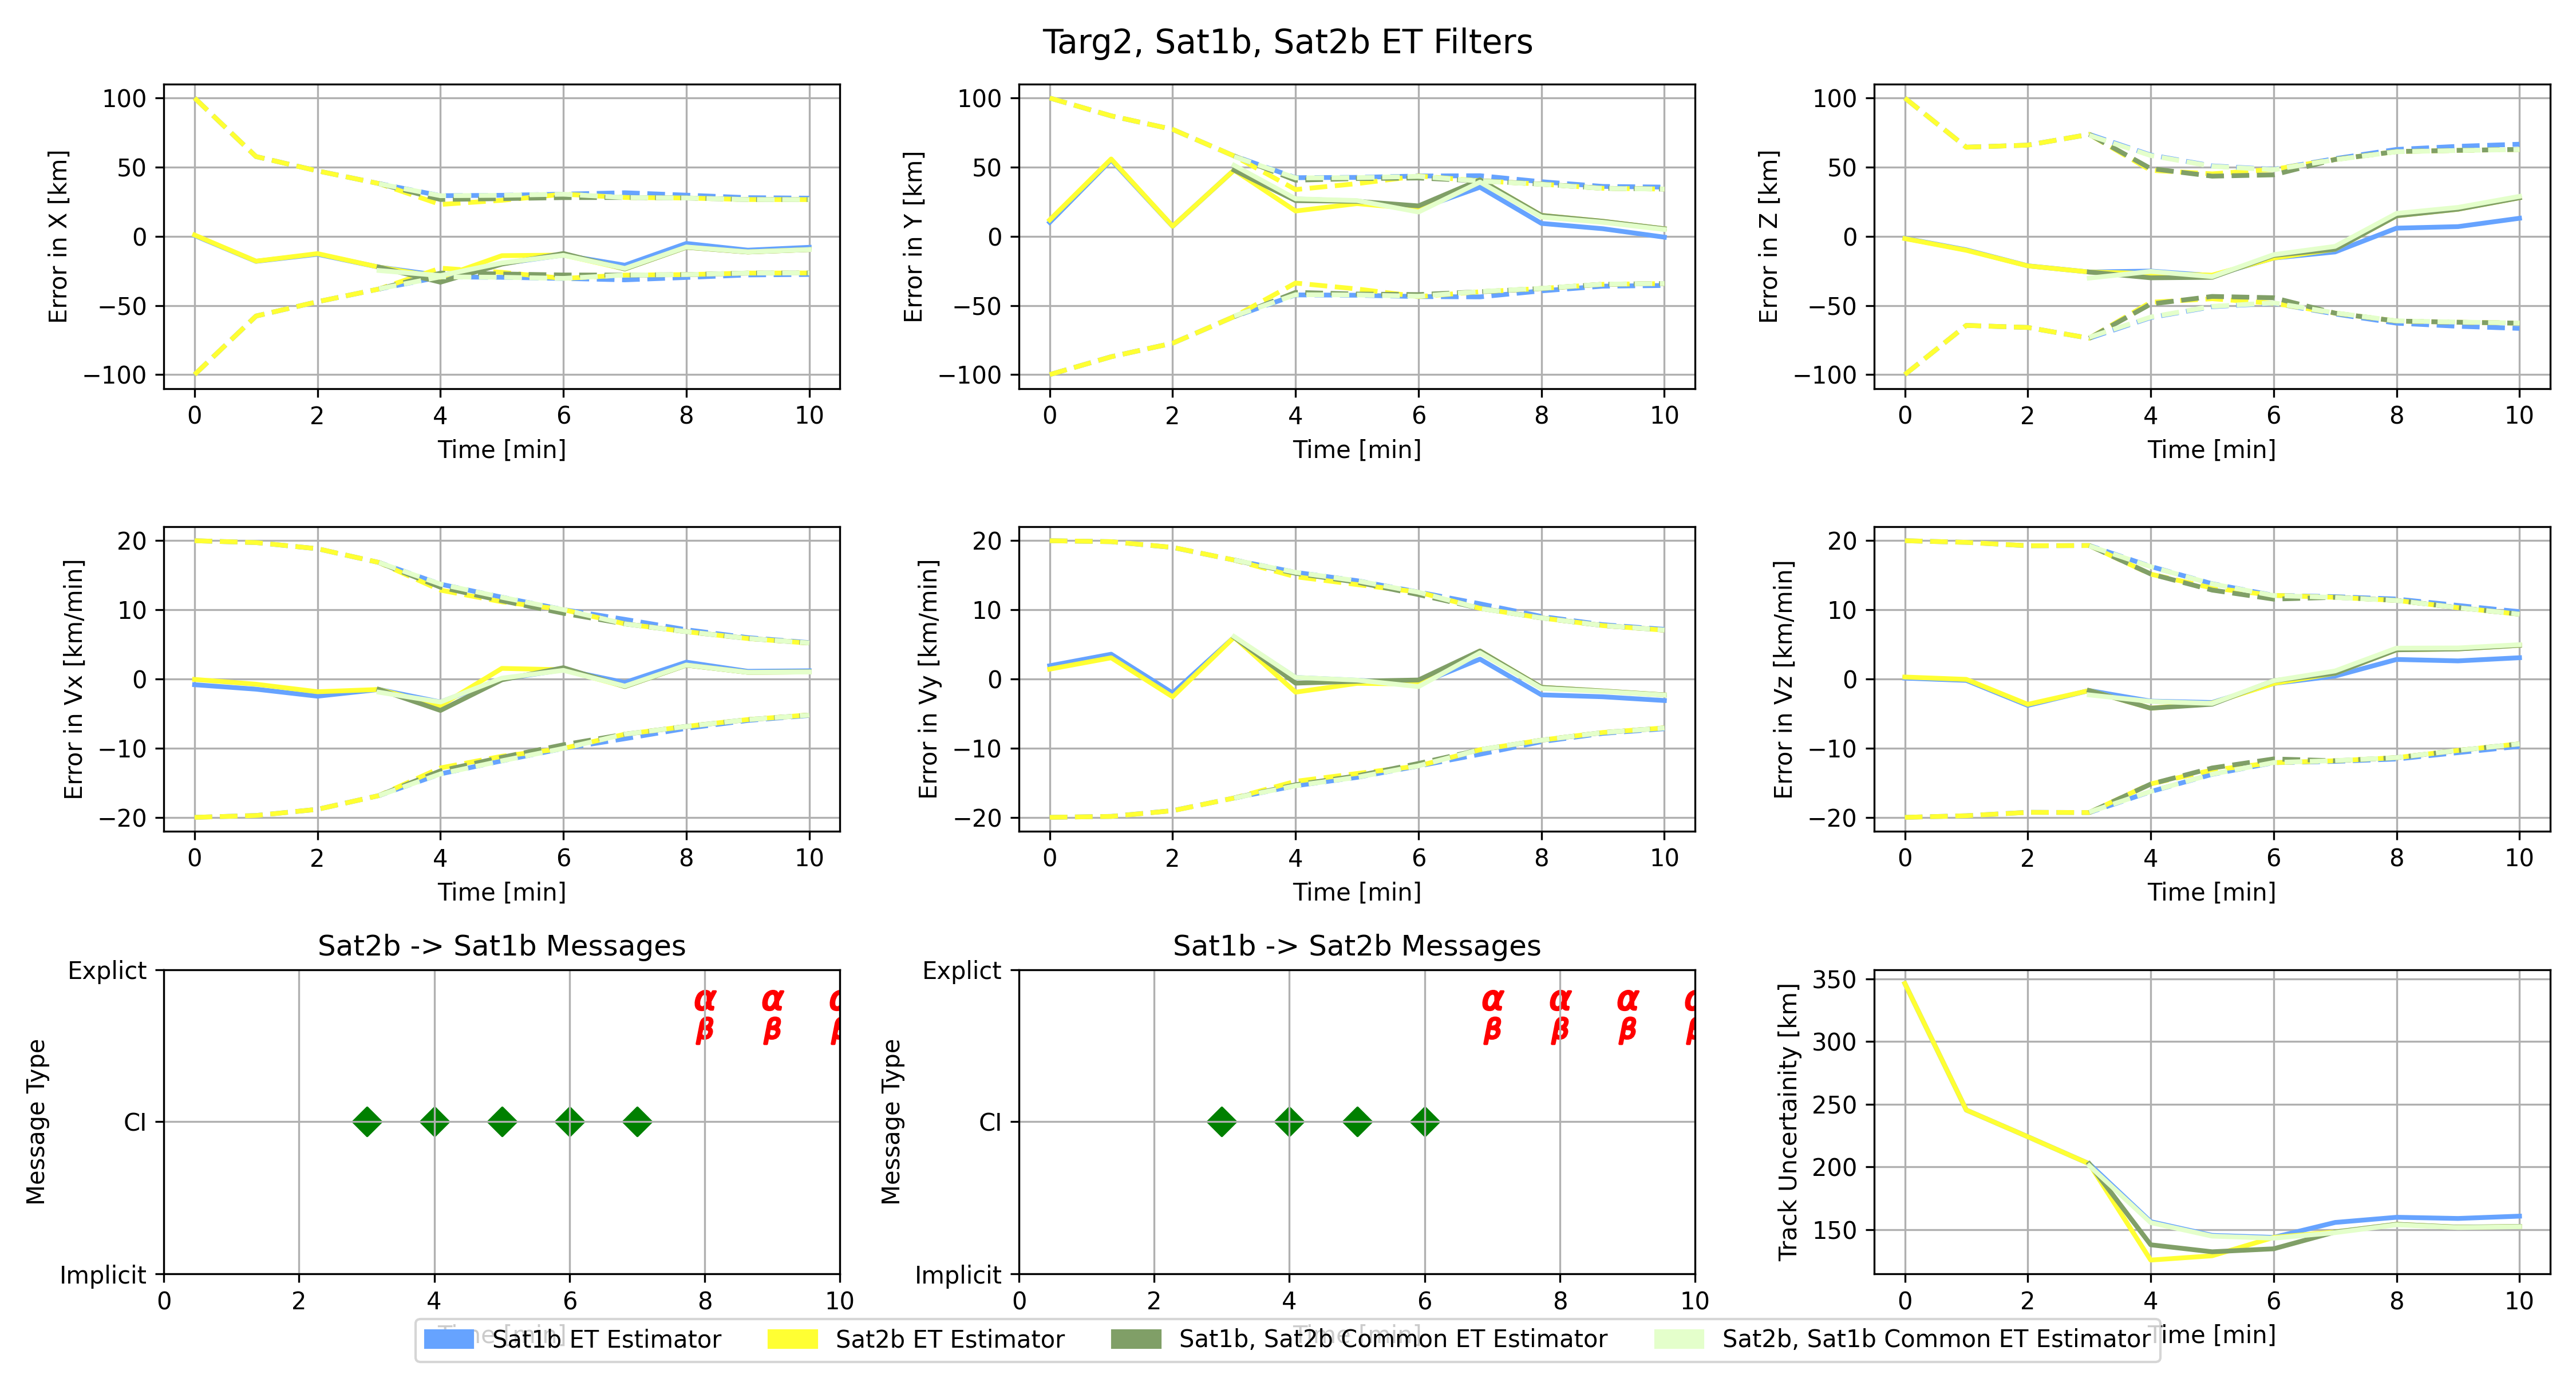 Targ2, Sat1b, Sat2b ET Filters
100
50
0
−50
−100
Error in X [km]
0 2 4 6 8 10
Time [min]
100
50
0
−50
−100
Error in Y [km]
0 2 4 6 8 10
Time [min]
100
50
0
−50
−100
Error in Z [km]
0 2 4 6 8 10
Time [min]
20
10
0
−10
−20
Error in Vx [km/min]
0 2 4 6 8 10
Time [min]
20
10
0
−10
−20
Error in Vy [km/min]
0 2 4 6 8 10
Time [min]
20
10
0
−10
−20
Error in Vz [km/min]
0 2 4 6 8 10
Time [min]
Sat2b -> Sat1b Messages
Explict
CI
Implicit
Message Type
α α α
β β β
0 2 4 6 8 10
Time [min]
Sat1b -> Sat2b Messages
Explict
CI
Implicit
Message Type
α α α α
β β β β
0 2 4 6 8 10
Time [min]
350
300
250
200
150
Track Uncertainity [km]
0 2 4 6 8 10
Time [min]
Sat1b ET Estimator
Sat2b ET Estimator
Sat1b, Sat2b Common ET Estimator
Sat2b, Sat1b Common ET Estimator